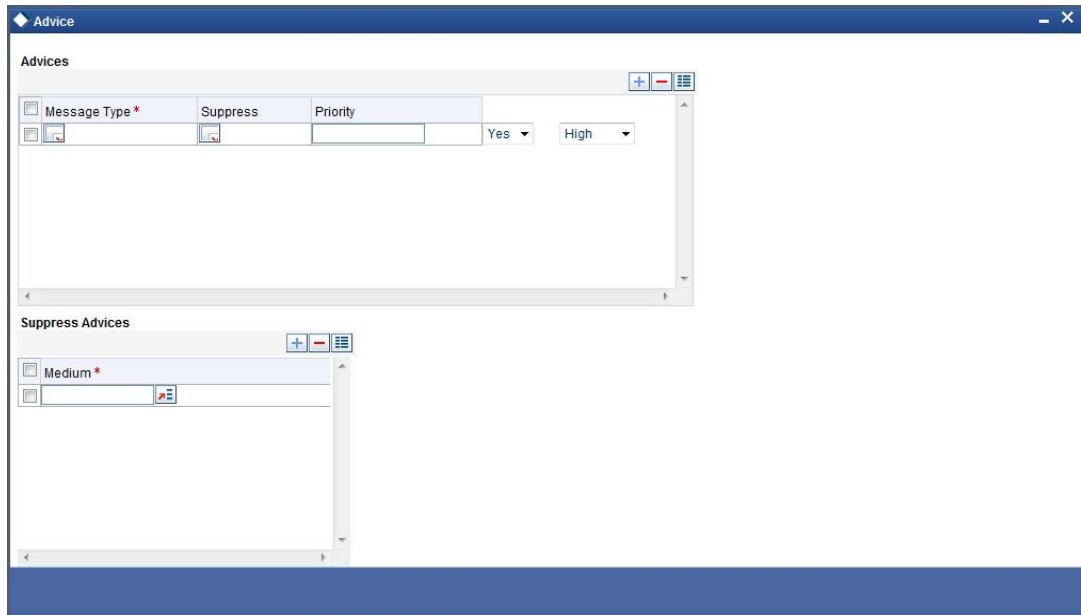 Advice
Advices
Message Type * Suppress Priority
Yes High
Suppress Advices
Medium *